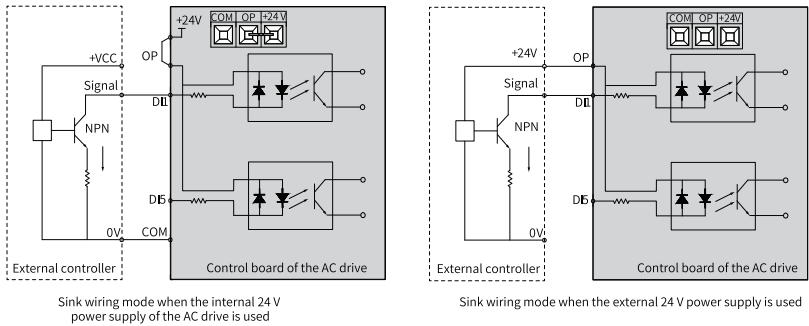 +24V
COM OP +24 V
OP
+VCC
Signal
DI1
NPN
DI5
0V
COM
External controller
Control board of the AC drive
Sink wiring mode when the internal 24 V
power supply of the AC drive is used
COM OP +24V
+24V
OP
Signal
DI1
NPN
DI5
0V
External controller
Control board of the AC drive
Sink wiring mode when the external 24 V power supply is used